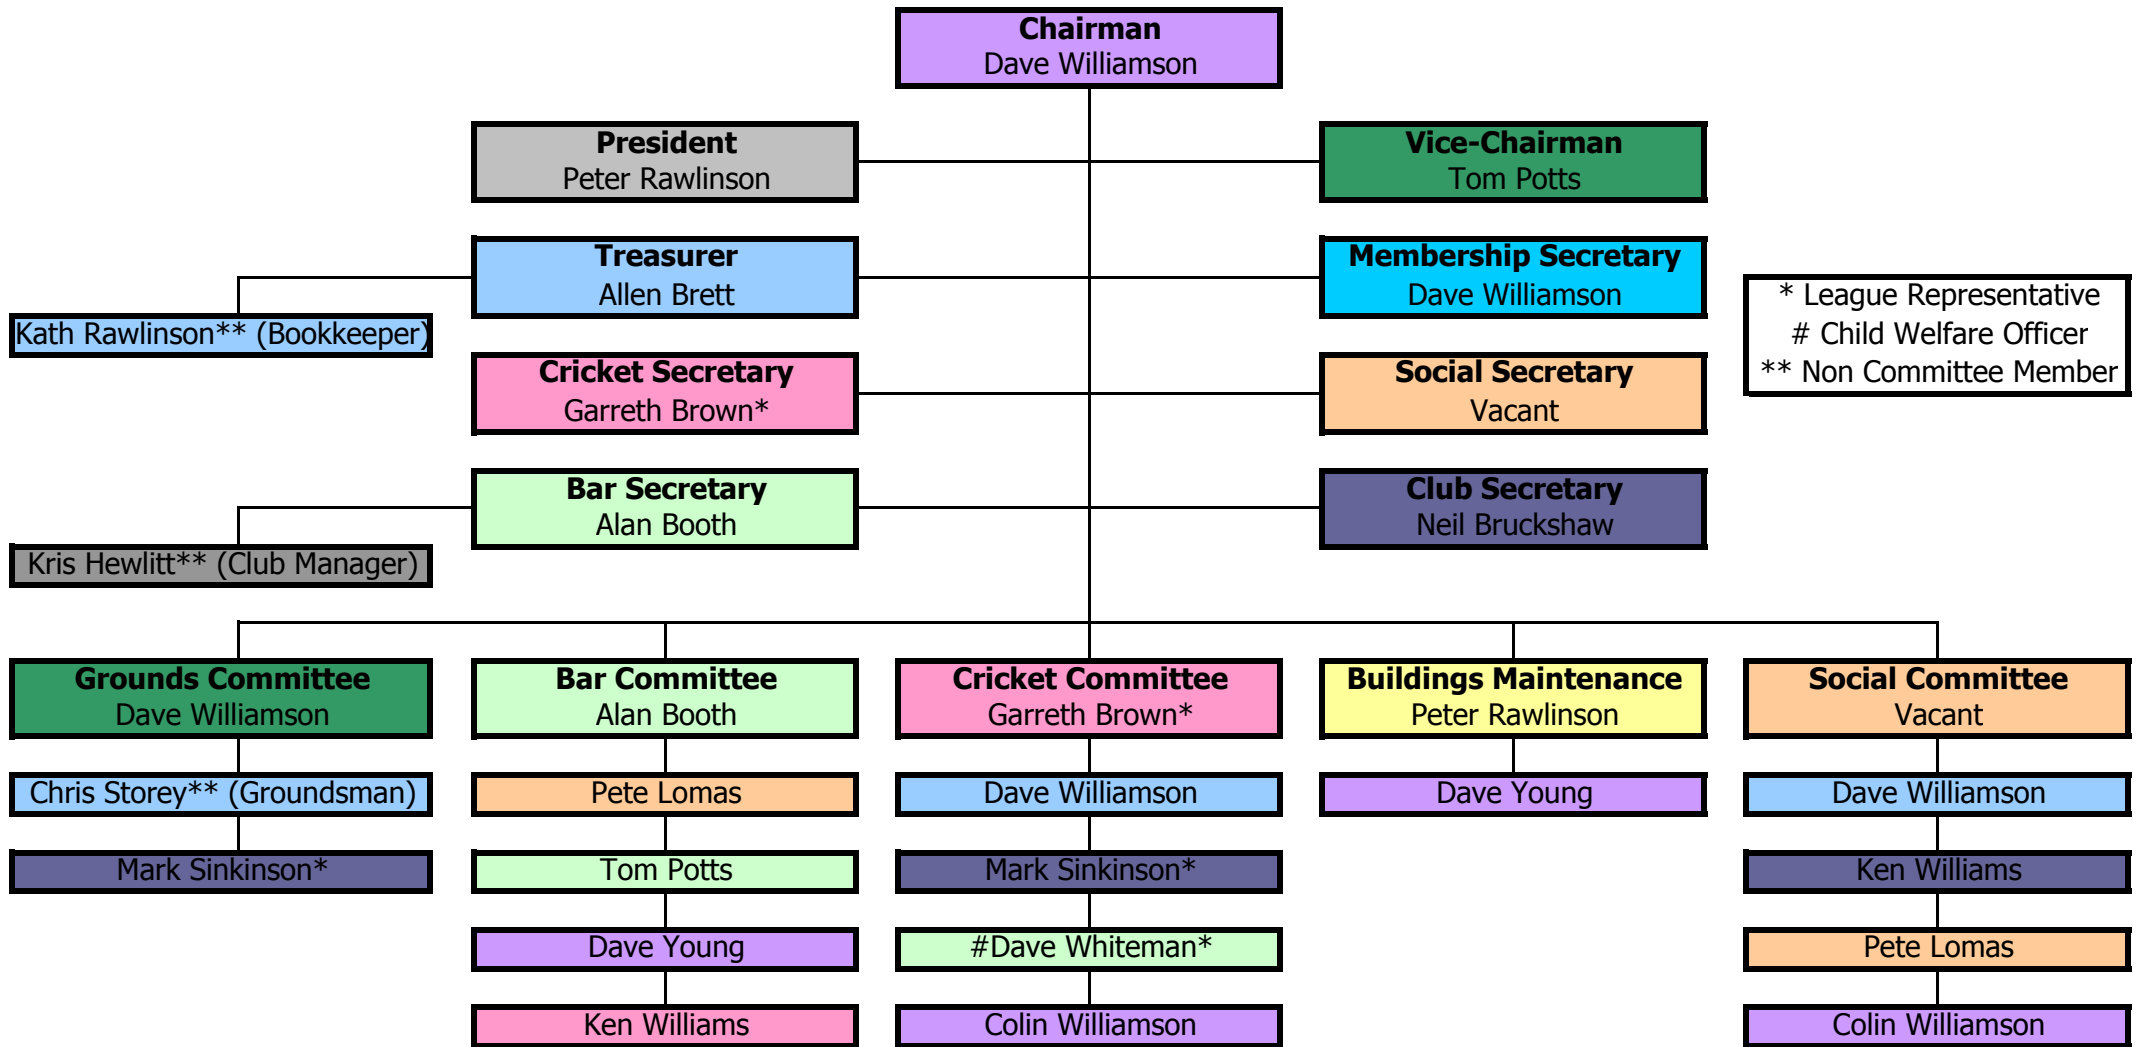 Chairman
Dave Williamson
President
Peter Rawlinson
Vice-Chairman
Tom Potts
Treasurer
Allen Brett
Membership Secretary
Dave Williamson
* League Representative
# Child Welfare Officer
** Non Committee Member
Kath Rawlinson** (Bookkeeper)
Cricket Secretary
Garreth Brown*
Social Secretary
Vacant
Bar Secretary
Alan Booth
Club Secretary
Neil Bruckshaw
Kris Hewlitt** (Club Manager)
Grounds Committee
Dave Williamson
Chris Storey** (Groundsman)
Mark Sinkinson*
Bar Committee
Alan Booth
Pete Lomas
Tom Potts
Dave Young
Ken Williams
Cricket Committee
Garreth Brown*
Dave Williamson
Mark Sinkinson*
#Dave Whiteman*
Colin Williamson
Buildings Maintenance
Peter Rawlinson
Dave Young
Social Committee
Vacant
Dave Williamson
Ken Williams
Pete Lomas
Colin Williamson